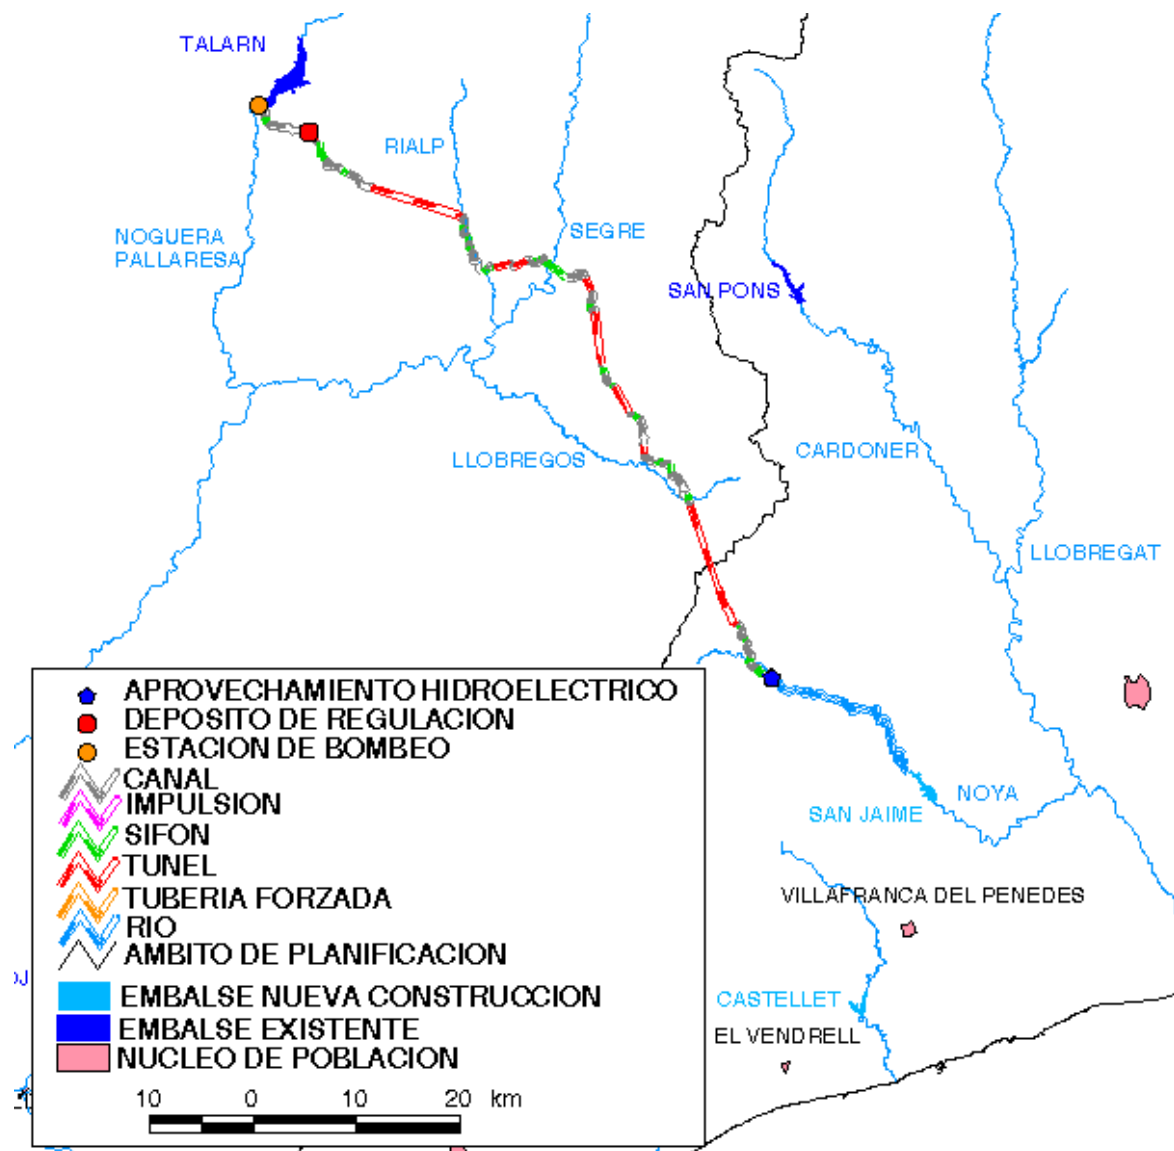 TALARN
RIALP
SEGRE
NOGUERA
PALLARESA
SAN PONS
LLOBREGOS
CARDONER
LLOBREGAT
NOYA
SAN JAIME
VILLAFRANCA DEL PENEDES
CASTELLET
EL VENDRELL
APROVECHAMIENTO HIDROELECTRICO
DEPOSITO DE REGULACION
ESTACION DE BOMBEO
CANAL
IMPULSION
SIFON
TUNEL
TUBERIA FORZADA
RIO
AMBITO DE PLANIFICACION
EMBALSE NUEVA CONSTRUCCION
EMBALSE EXISTENTE
NUCLEO DE POBLACION
10 0 10 20 km